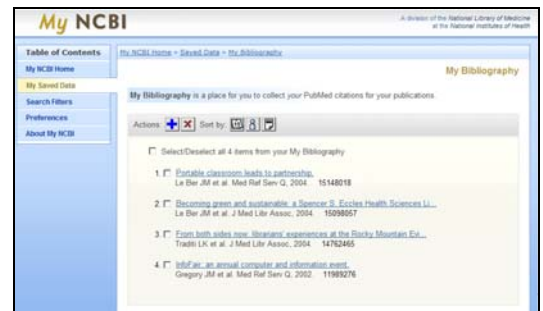 My NCBI
A division of the National Library of Medicine
at the National Institutes of Health
Table of Contents
My NCBI Home
My Saved Data
Search Filters
Preferences
About My NCBI
My NCBI Home » Saved Data » My Bibliography
My Bibliography
My Bibliography is a place for you to collect your PubMed citations for your publications.
Actions: Sort by:
Select/Deselect all 4 items from your My Bibliography
1. Portable classroom leads to partnership.
Le Ber JM et al. Med Ref Serv Q, 2004. 15148018
2. Becoming green and sustainable: a Spencer S. Eccles Health Sciences Li...
Le Ber JM et al. J Med Libr Assoc, 2004. 15098057
3. From both sides now: librarians' experiences at the Rocky Mountain Evi...
Traditi LK et al. J Med Libr Assoc, 2004. 14762465
4. InfoFair: an annual computer and information event.
Gregory JM et al. Med Ref Serv Q, 2002. 11989276